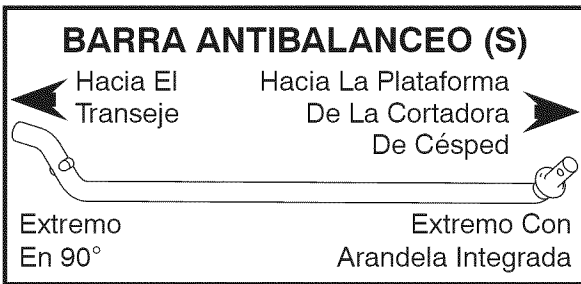 BARRA ANTIBALANCEO (S)
Hacia El
Transeje
Hacia La Plataforma
De La Cortadora
De Césped
Extremo
En 90°
Extremo Con
Arandela Integrada